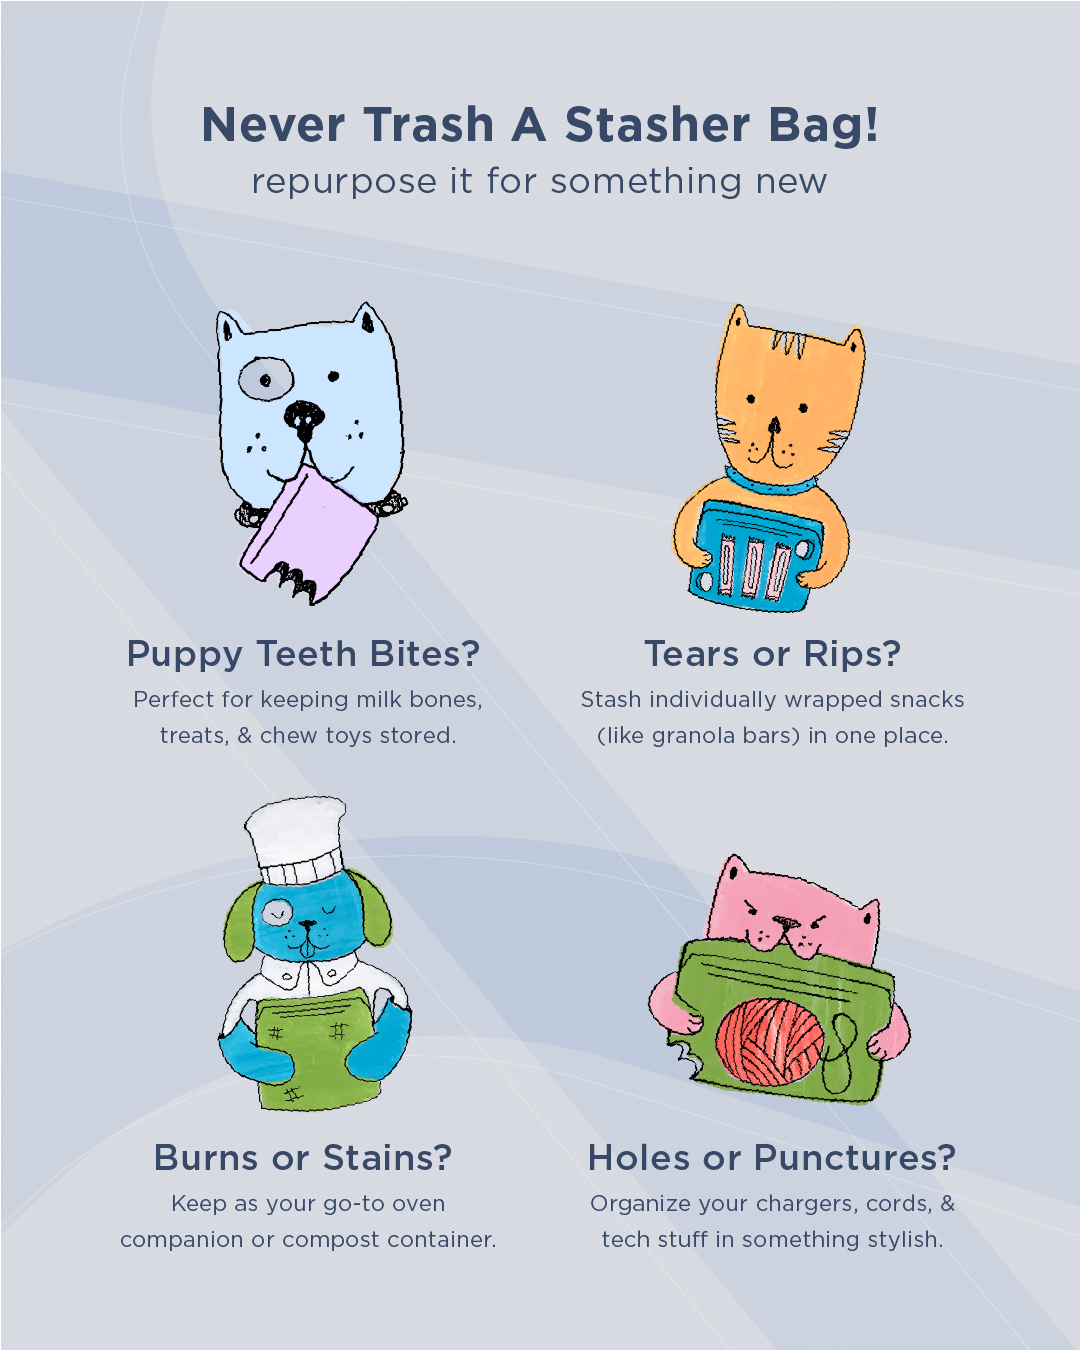 Never Trash A Stasher Bag!
repurpose it for something new
Puppy Teeth Bites?
Perfect for keeping milk bones,
treats, & chew toys stored.
Tears or Rips?
Stash individually wrapped snacks
(like granola bars) in one place.
Burns or Stains?
Keep as your go-to oven
companion or compost container.
Holes or Punctures?
Organize your chargers, cords, &
tech stuff in something stylish.